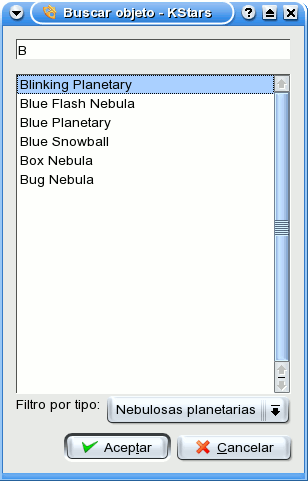 Buscar objeto - KStars
B
Blinking Planetary
Blue Flash Nebula
Blue Planetary
Blue Snowball
Box Nebula
Bug Nebula
Filtro por tipo: Nebulosas planetarias
Aceptar Cancelar